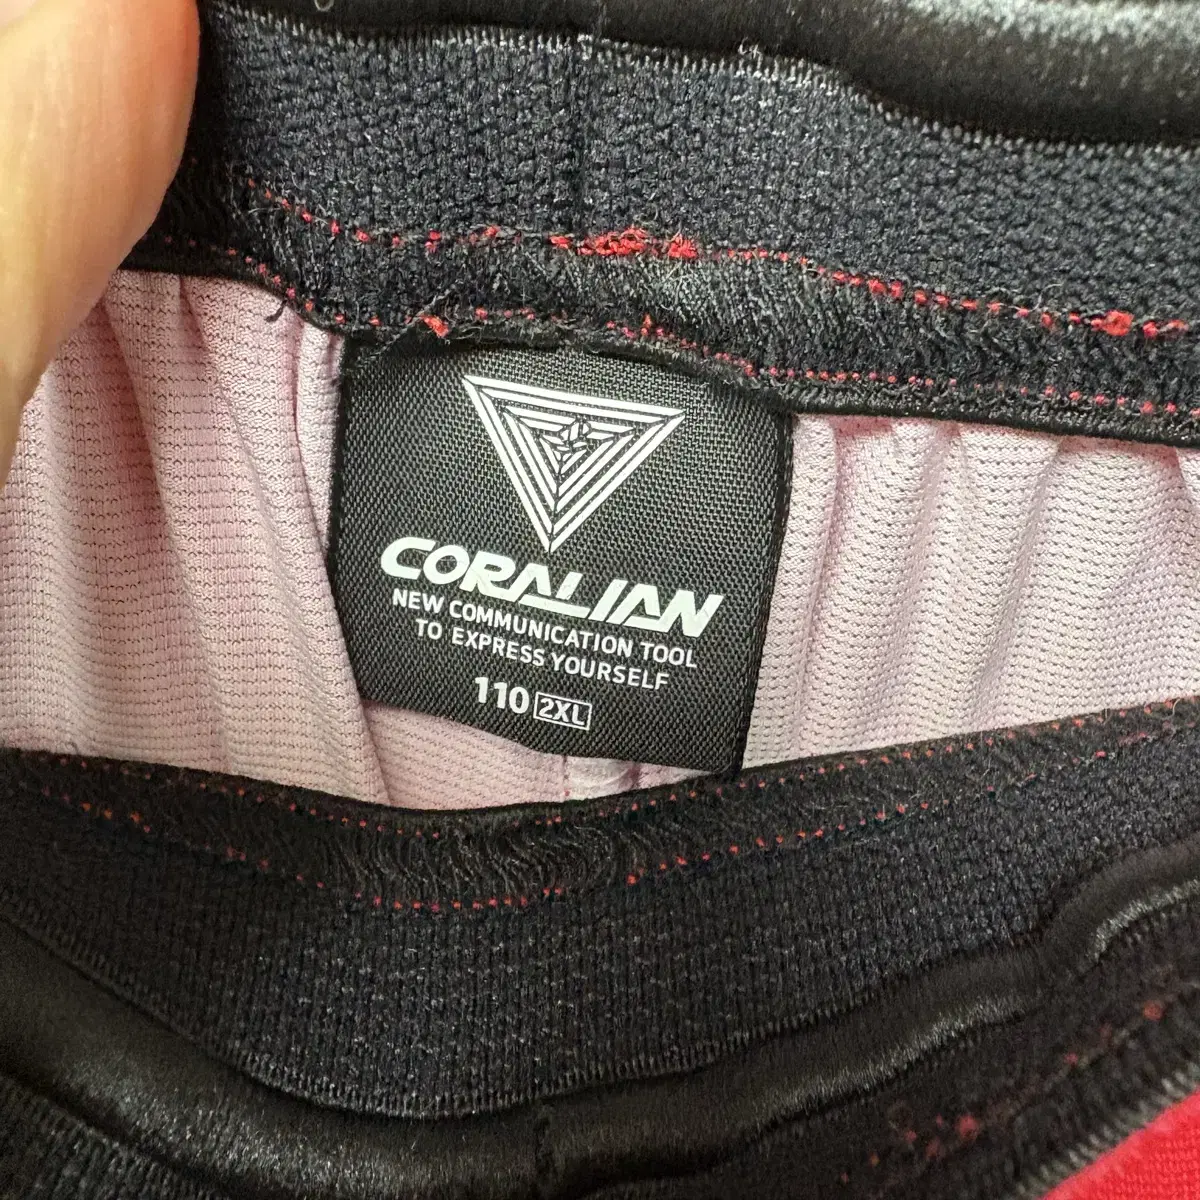 CORALIAN
NEW COMMUNICATION TOOL
TO EXPRESS YOURSELF
110 2XL